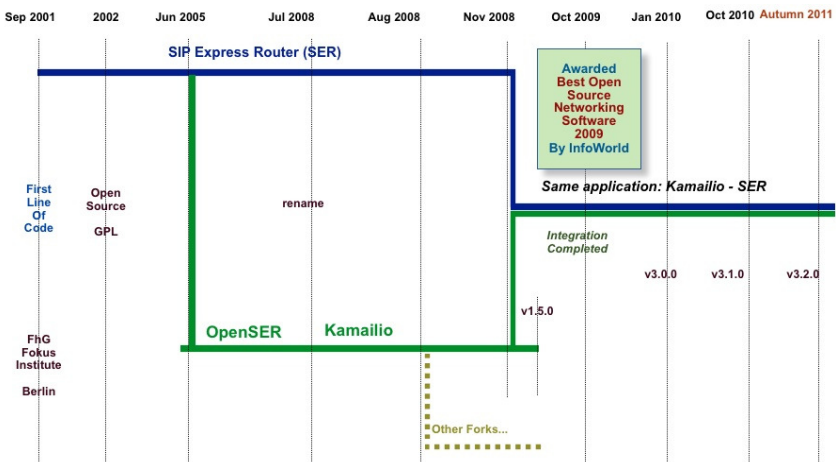 Sep 2001 2002 Jun 2005 Jul 2008 Aug 2008 Nov 2008 Oct 2009 Jan 2010 Oct 2010 Autumn 2011
SIP Express Router (SER)
Awarded
Best Open
Source
Networking
Software
2009
By InfoWorld
Same application: Kamailio - SER
First
Line
Of
Code
Open
Source
GPL
rename
Integration
Completed
v3.0.0 v3.1.0 v3.2.0
v1.5.0
OpenSER Kamailio
FhG
Fokus
Institute
Berlin
Other Forks...